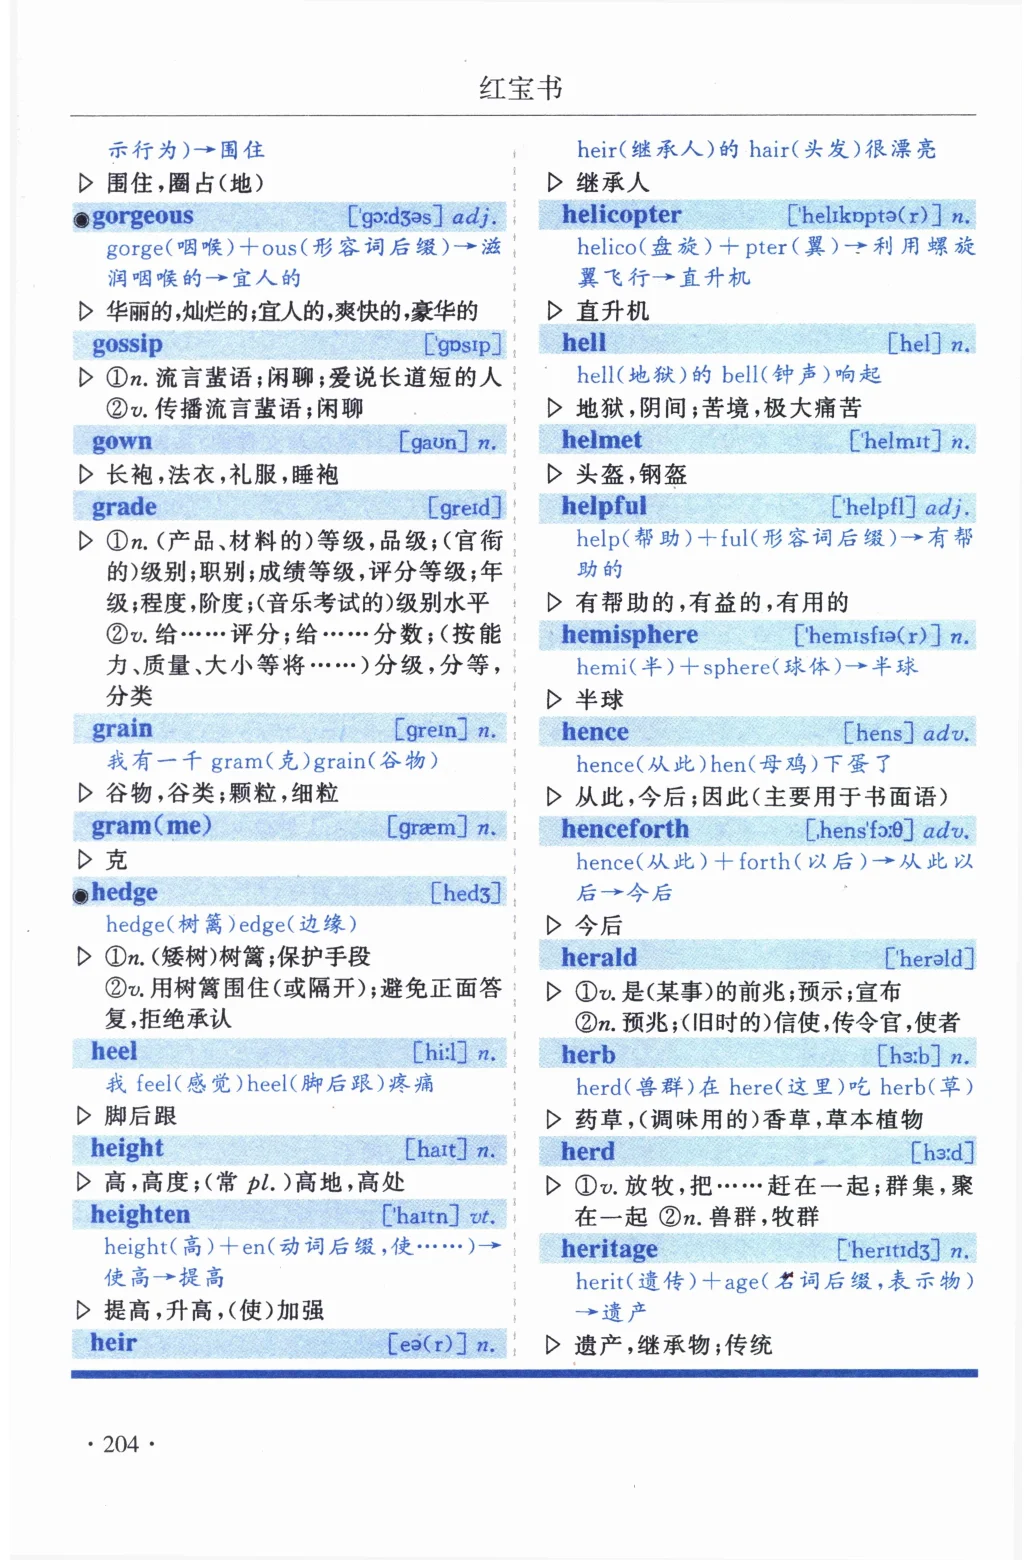 红宝书
示行为)→围住
▷ 围住,圈占(地)
●gorgeous ['gɔ:dʒəs] adj.
gorge(咽喉)+ous(形容词后缀)→滋
润咽喉的→宜人的
▷ 华丽的,灿烂的;宜人的,爽快的,豪华的
gossip ['gɒsɪp]
▷ ①n. 流言蜚语;闲聊;爱说长道短的人
②v. 传播流言蜚语;闲聊
gown [gaʊn] n.
▷ 长袍,法衣,礼服,睡袍
grade [greɪd]
▷ ①n. (产品、材料的)等级,品级;(官衔
的)级别;职别;成绩等级,评分等级;年
级;程度,阶度;(音乐考试的)级别水平
②v. 给……评分;给……分数;(按能
力、质量、大小等将……)分级,分等,
分类
grain [greɪn] n.
我有一千 gram(克)grain(谷物)
▷ 谷物,谷类;颗粒,细粒
gram(me) [græm] n.
▷ 克
●hedge [hedʒ]
hedge(树篱)edge(边缘)
▷ ①n. (矮树)树篱;保护手段
②v. 用树篱围住(或隔开);避免正面答
复,拒绝承认
heel [hi:l] n.
我 feel(感觉)heel(脚后跟)疼痛
▷ 脚后跟
height [haɪt] n.
▷ 高,高度;(常 pl. )高地,高处
heighten ['haɪtn] vt.
height(高)+en(动词后缀,使……)→
使高→提高
▷ 提高,升高,(使)加强
heir [eə(r)] n.
heir(继承人)的 hair(头发)很漂亮
▷ 继承人
helicopter ['helɪkɒptə(r)] n.
helico(盘旋)+pter(翼)→利用螺旋
翼飞行→直升机
▷ 直升机
hell [hel] n.
hell(地狱)的 bell(钟声)响起
▷ 地狱,阴间;苦境,极大痛苦
helmet ['helmɪt] n.
▷ 头盔,钢盔
helpful ['helpfl] adj.
help(帮助)+ful(形容词后缀)→有帮
助的
▷ 有帮助的,有益的,有用的
hemisphere ['hemɪsfɪə(r)] n.
hemi(半)+sphere(球体)→半球
▷ 半球
hence [hens] adv.
hence(从此)hen(母鸡)下蛋了
▷ 从此,今后;因此(主要用于书面语)
henceforth [ˌhens'fɔ:θ] adv.
hence(从此)+forth(以后)→从此以
后→今后
▷ 今后
herald ['herəld]
▷ ①v. 是(某事)的前兆;预示;宣布
②n. 预兆;(旧时的)信使,传令官,使者
herb [hɜ:b] n.
herd(兽群)在 here(这里)吃 herb(草)
▷ 药草,(调味用的)香草,草本植物
herd [hɜ:d]
▷ ①v. 放牧,把……赶在一起;群集,聚
在一起 ②n. 兽群,牧群
heritage ['herɪtɪdʒ] n.
herit(遗传)+age(名词后缀,表示物)
→遗产
▷ 遗产,继承物;传统
· 204 ·